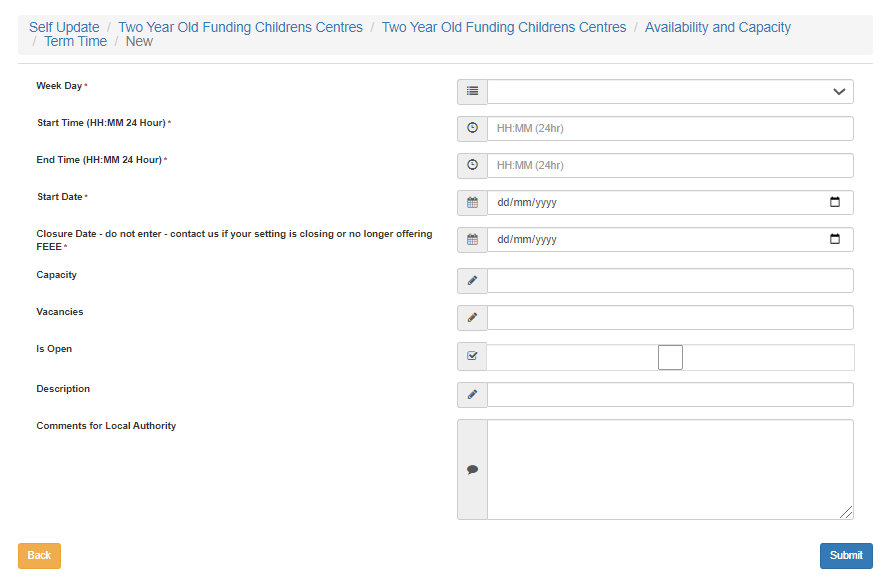 Self Update / Two Year Old Funding Childrens Centres / Two Year Old Funding Childrens Centres / Availability and Capacity
/ Term Time / New
Week Day *
Start Time (HH:MM 24 Hour) *
HH:MM (24hr)
End Time (HH:MM 24 Hour) *
HH:MM (24hr)
Start Date *
dd/mm/yyyy
Closure Date - do not enter - contact us if your setting is closing or no longer offering
FEEE *
dd/mm/yyyy
Capacity
Vacancies
Is Open
Description
Comments for Local Authority
Back
Submit